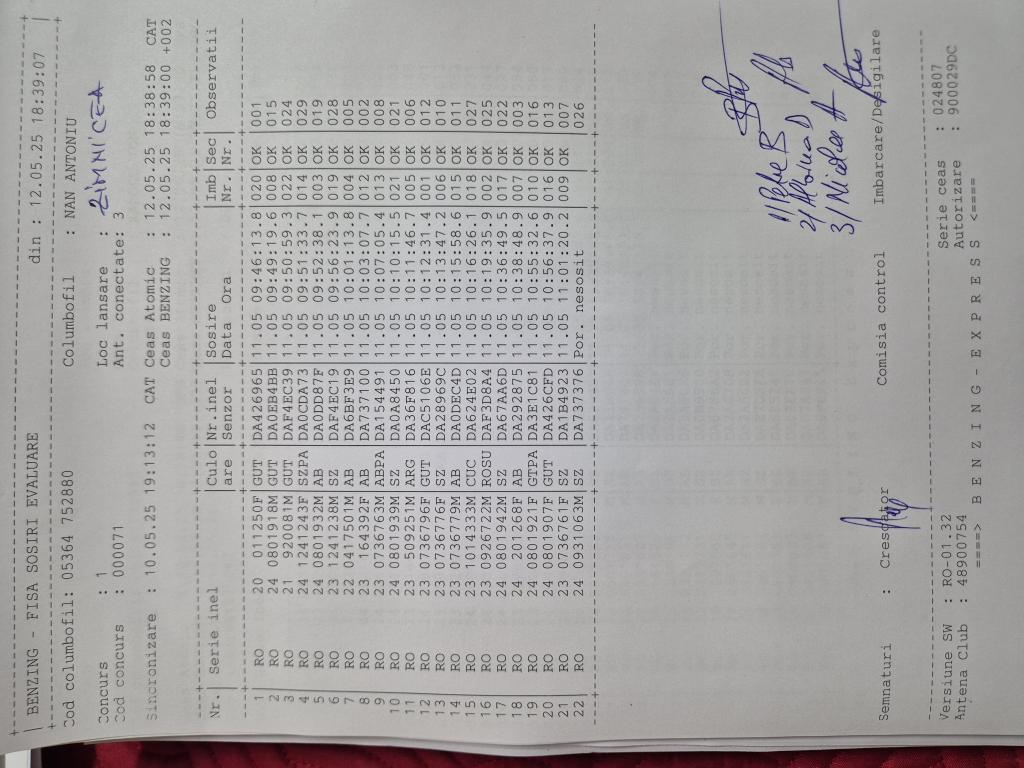 BENZING - FISA SOSIRI EVALUARE din : 12.05.25 18:39:07
Cod columbofil: 05364 752880 Columbofil : NAN ANTONIU
Concurs : 1 Loc lansare : ZIMNICEA
Cod concurs : 000071 Ant. conectate: 3
Sincronizare : 10.05.25 19:13:12 CAT Ceas Atomic : 12.05.25 18:38:58 CAT
Ceas BENZING : 12.05.25 18:39:00 +002
Nr. | Serie inel | Culo | Nr.inel | Sosire | Imb | Sec | Observatii
are | Senzor | Data Ora | Nr. | Nr. |
1 RO 20 011250F GUT DA426965 11.05 09:46:13.8 020 OK 001
2 RO 24 0801918M GUT DA0EB4BB 11.05 09:49:19.6 008 OK 015
3 RO 21 920081M GUT DAF4EC39 11.05 09:50:59.3 022 OK 024
4 RO 24 1241243F SZPA DA0CDA73 11.05 09:51:33.7 014 OK 029
5 RO 24 0801932M AB DA0DD87F 11.05 09:52:38.1 003 OK 019
6 RO 23 1241238M SZ DAF4EC19 11.05 09:56:23.9 019 OK 028
7 RO 22 0417501M AB DA6BF3E9 11.05 10:01:13.8 004 OK 005
8 RO 23 164392F AB DA737100 11.05 10:03:07.7 012 OK 002
9 RO 23 0736763M ABPA DA154491 11.05 10:07:05.4 013 OK 008
10 RO 24 0801939M SZ DA0A8450 11.05 10:10:15.5 021 OK 021
11 RO 23 509251M ARG DA36F816 11.05 10:11:46.7 005 OK 006
12 RO 23 0736796F GUT DAC5106E 11.05 10:12:31.4 001 OK 012
13 RO 23 0736776F SZ DA28969C 11.05 10:13:47.2 006 OK 010
14 RO 23 0736779M AB DA0DEC4D 11.05 10:15:58.6 015 OK 011
15 RO 23 1014333M CUC DA624E02 11.05 10:16:26.1 018 OK 027
16 RO 23 0926722M ROSU DAF3D8A4 11.05 10:19:35.9 002 OK 025
17 RO 24 0801942M SZ DA67AA6D 11.05 10:36:49.5 017 OK 022
18 RO 24 201268F AB DA292875 11.05 10:38:48.9 007 OK 003
19 RO 24 0801921F GTPA DA3E1C81 11.05 10:55:32.6 010 OK 016
20 RO 24 0801907F GUT DA426CFD 11.05 10:56:37.9 016 OK 013
21 RO 23 0736761F SZ DA1B4923 11.05 11:01:20.2 009 OK 007
22 RO 24 0931063M SZ DA737376 Por. nesosit 026
1) Petre B
2)
3) Nicolae A
Semnaturi : Crescator Comisia control Imbarcare/Desigilare
Versiune SW : RO-01.32 Serie ceas : 024807
Antena Club : 48900754 Autorizare : 900029DC
====> B E N Z I N G - E X P R E S S <====